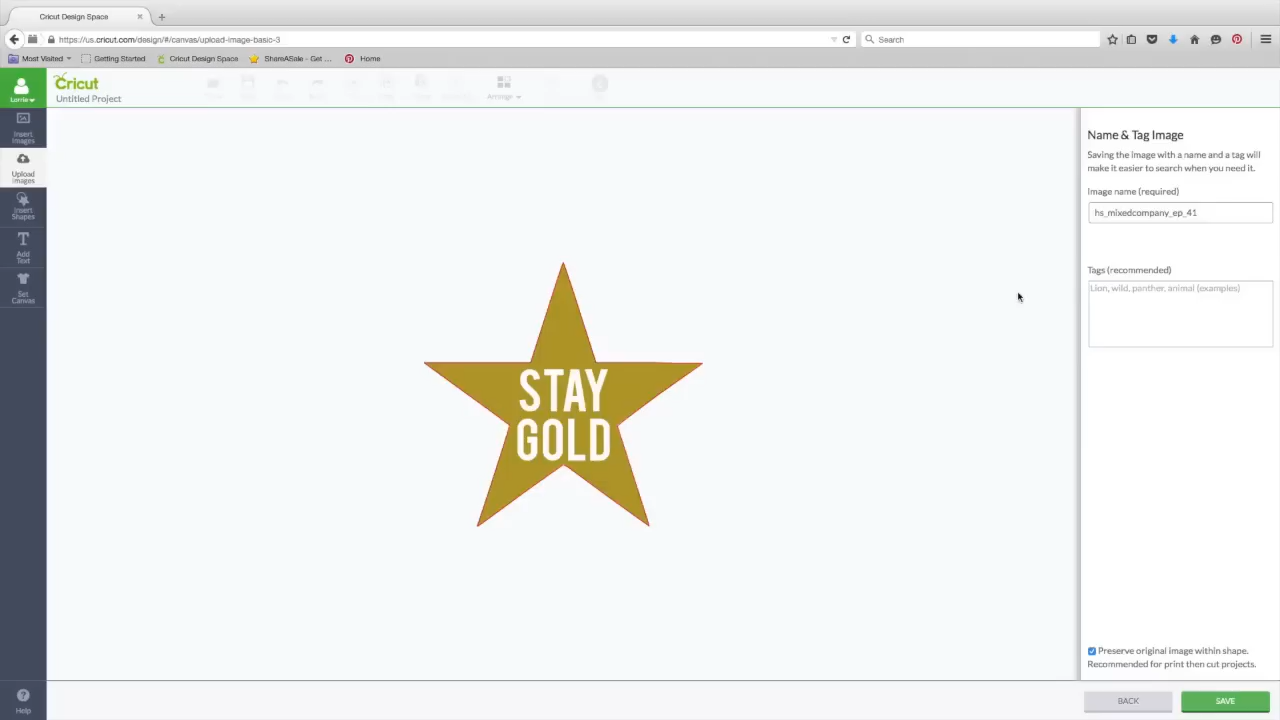 Cricut Design Space
https://us.cricut.com/design/#/canvas/upload-image-basic-3
Search
Most Visited
Getting Started
Cricut Design Space
ShareASale - Get ...
Home
Lorrie
Cricut
Untitled Project
Arrange
Insert
Images
Upload
Images
Insert
Shapes
Add
Text
Set
Canvas
Help
STAY
GOLD
Name & Tag Image
Saving the image with a name and a tag will
make it easier to search when you need it.
Image name (required)
hs_mixedcompany_ep_41
Tags (recommended)
Lion, wild, panther, animal (examples)
Preserve original image within shape.
Recommended for print then cut projects.
BACK
SAVE